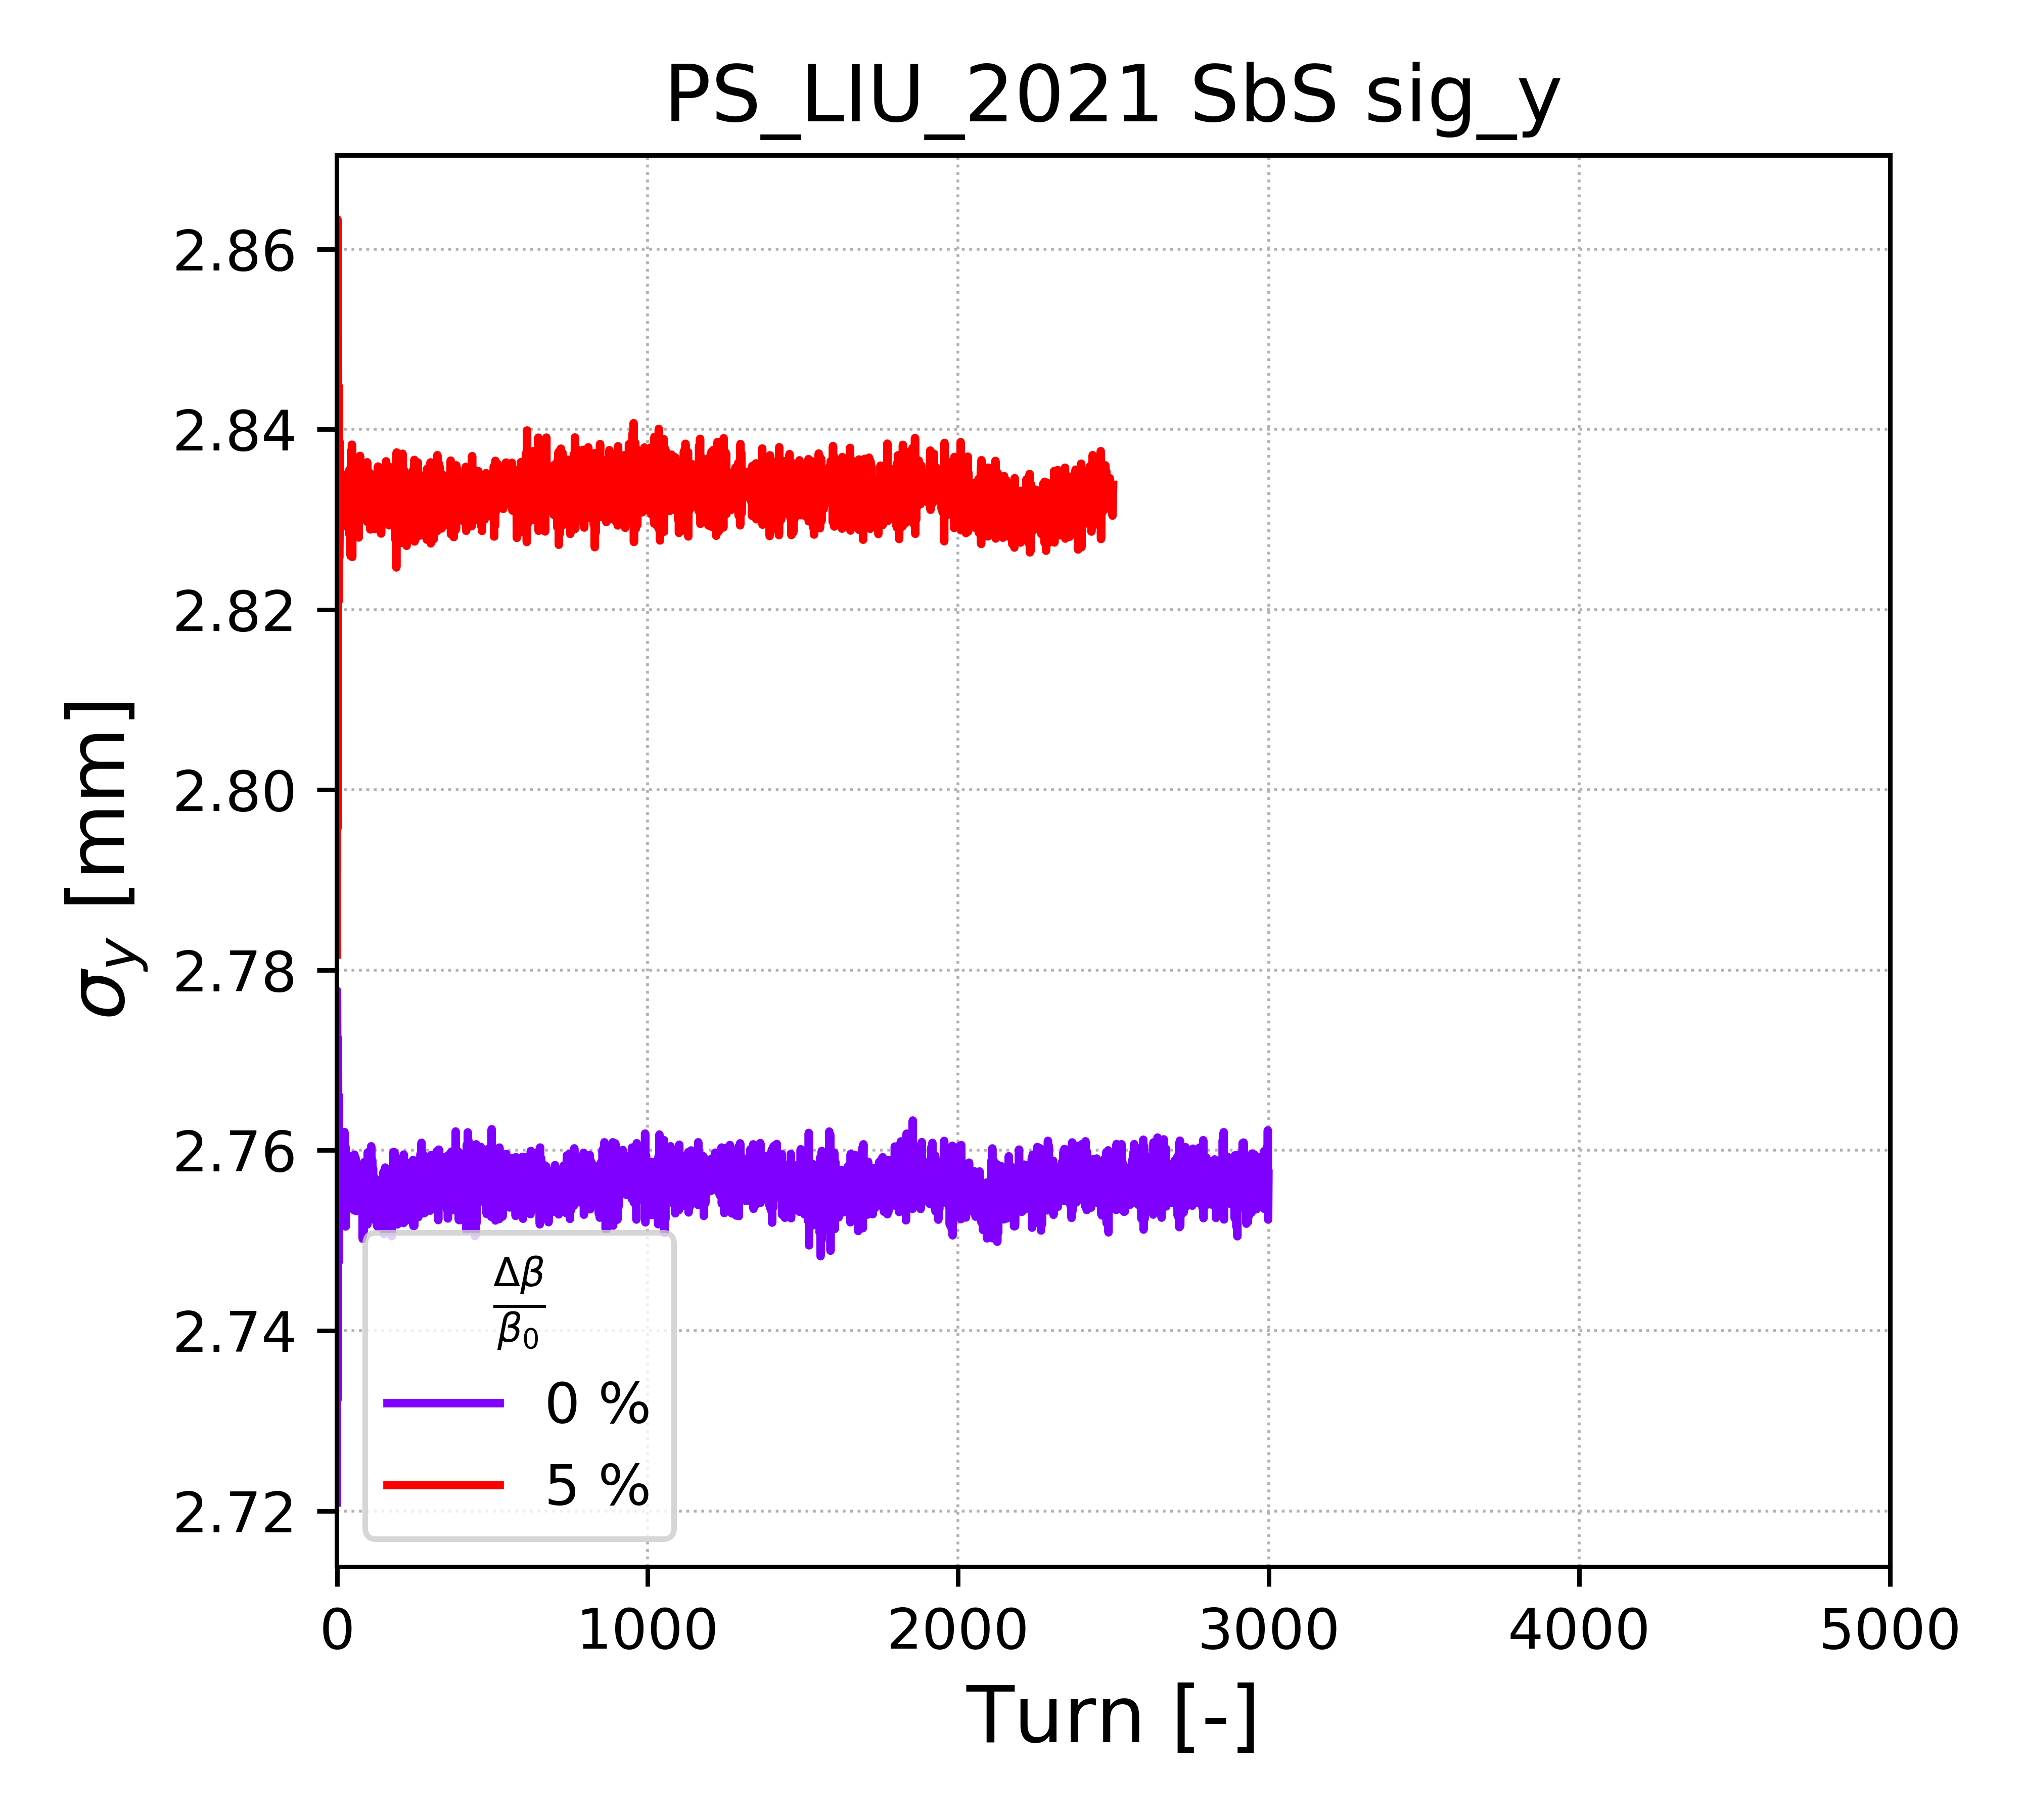 PS_LIU_2021 SbS sig_y
2.86
2.84
2.82
2.80
2.78
2.76
2.74
2.72
σy [mm]
Δβ
β0
0 %
5 %
0 1000 2000 3000 4000 5000
Turn [-]